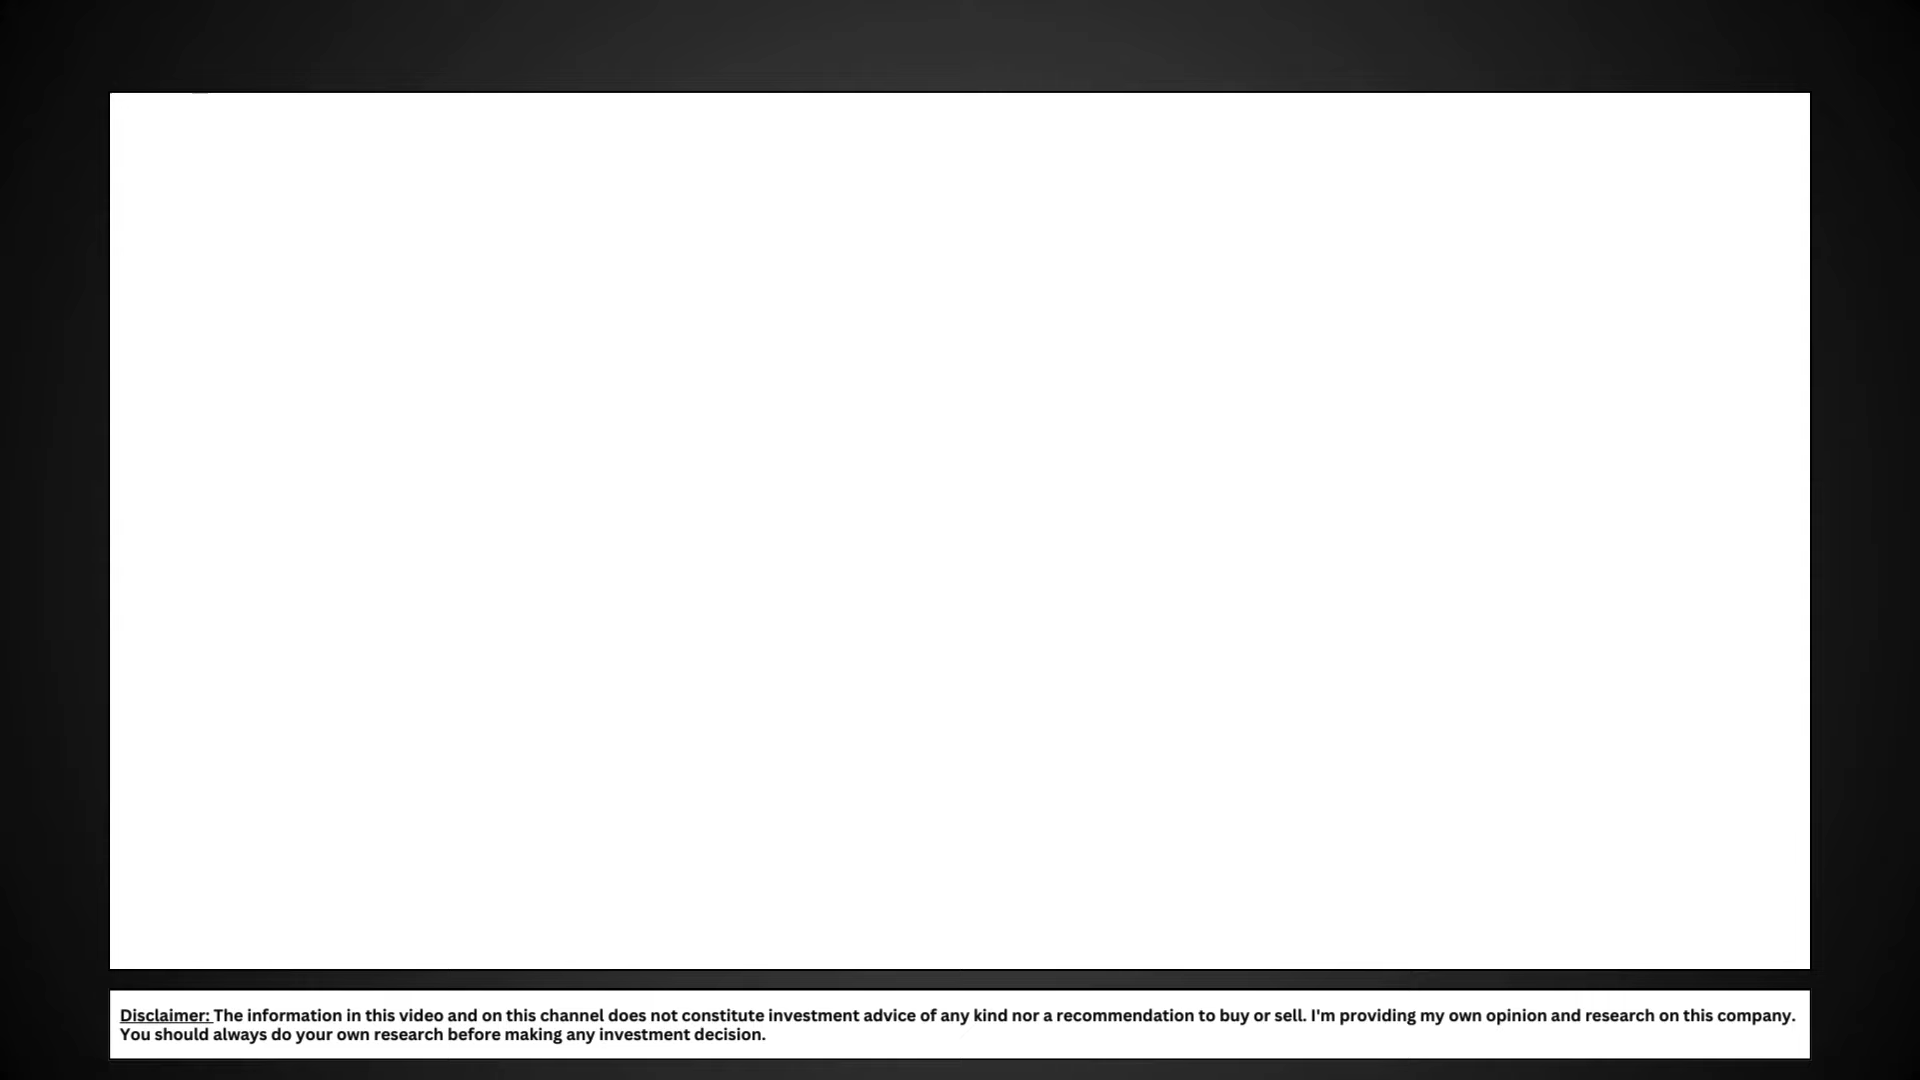 Disclaimer: The information in this video and on this channel does not constitute investment advice of any kind nor a recommendation to buy or sell. I'm providing my own opinion and research on this company.
You should always do your own research before making any investment decision.